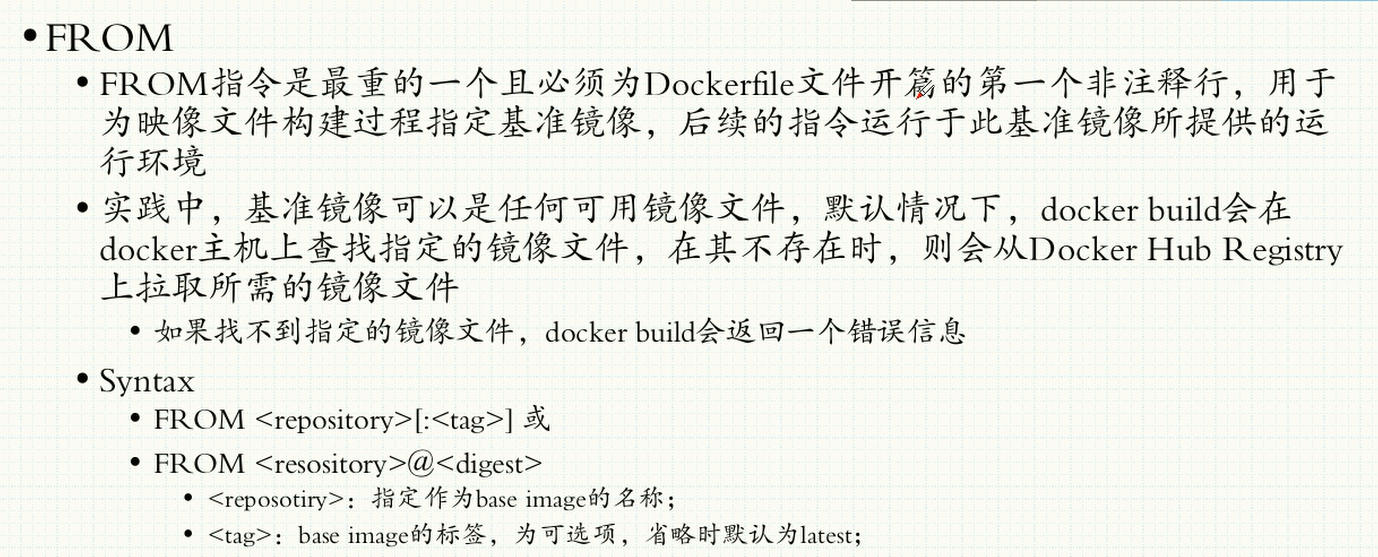 • FROM
• FROM指令是最重的一个且必须为Dockerfile文件开篇的第一个非注释行，用于
为映像文件构建过程指定基准镜像，后续的指令运行于此基准镜像所提供的运
行环境
• 实践中，基准镜像可以是任何可用镜像文件，默认情况下，docker build会在
docker主机上查找指定的镜像文件，在其不存在时，则会从Docker Hub Registry
上拉取所需的镜像文件
• 如果找不到指定的镜像文件，docker build会返回一个错误信息
• Syntax
• FROM <repository>[:<tag>] 或
• FROM <resository>@<digest>
• <reposotiry>：指定作为base image的名称；
• <tag>：base image的标签，为可选项，省略时默认为latest；